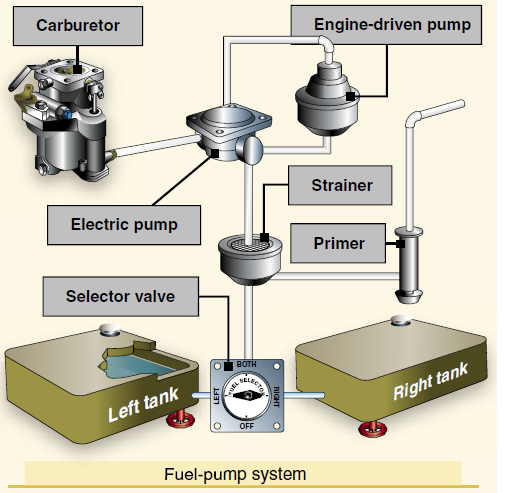 Carburetor
Engine-driven pump
Strainer
Electric pump
Primer
Selector valve
BOTH
FUEL SELECTOR
LEFT
RIGHT
OFF
Left tank
Right tank
Fuel-pump system